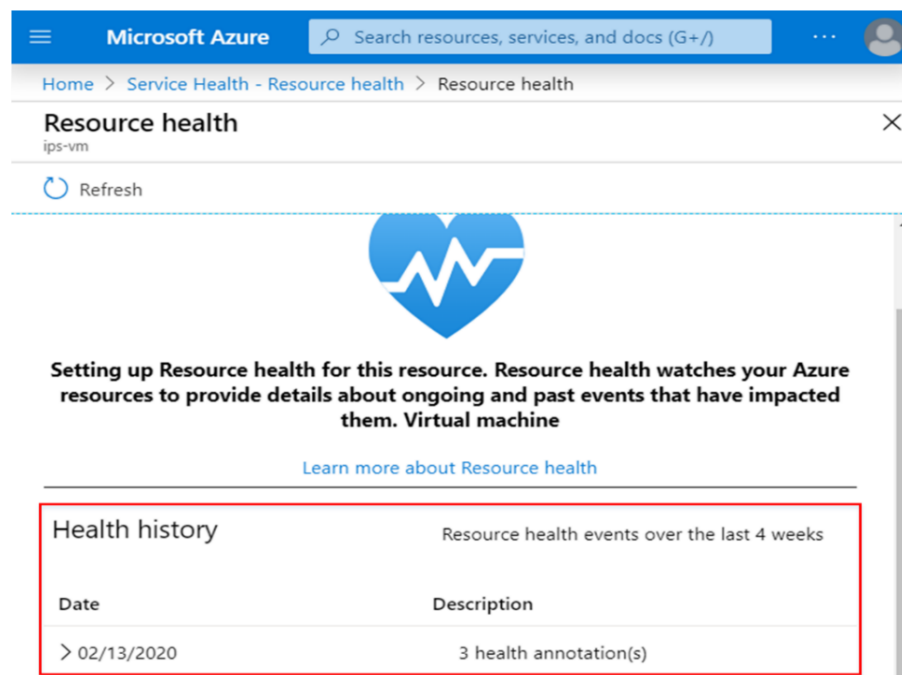 Microsoft Azure
Search resources, services, and docs (G+/)
Home > Service Health - Resource health > Resource health
Resource health
ips-vm
Refresh
Setting up Resource health for this resource. Resource health watches your Azure
resources to provide details about ongoing and past events that have impacted
them. Virtual machine
Learn more about Resource health
Health history
Resource health events over the last 4 weeks
Date
Description
02/13/2020
3 health annotation(s)